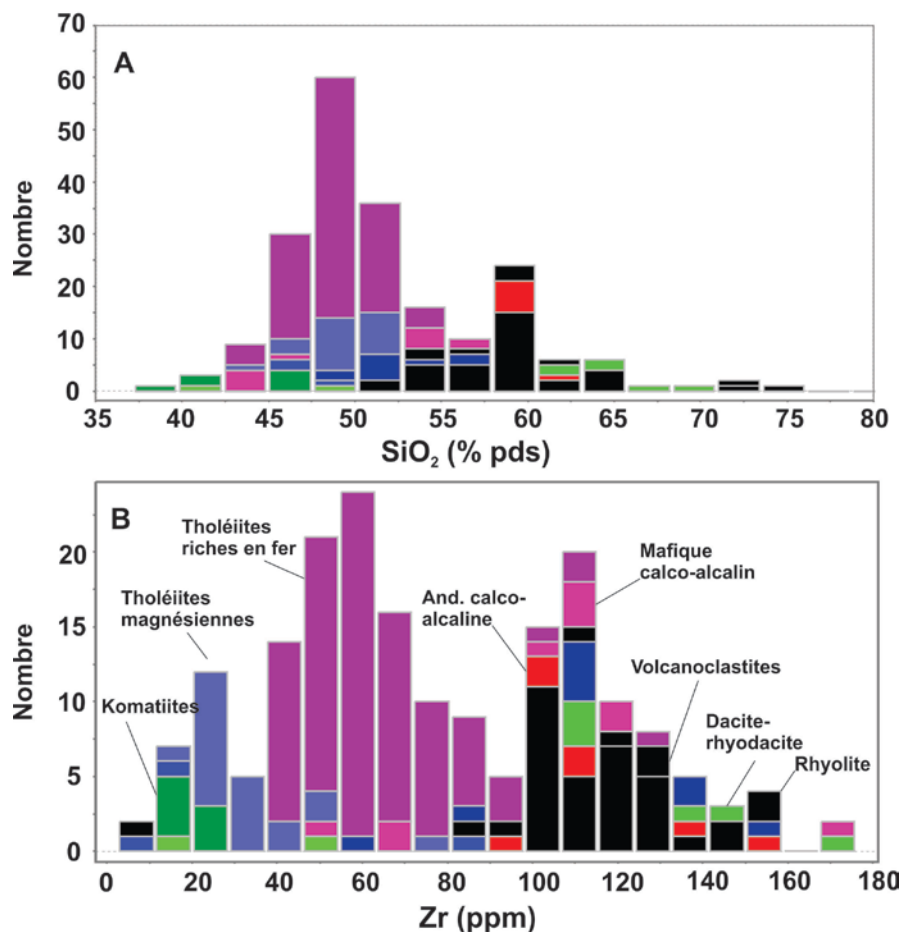 A
Nombre
70
60
50
40
30
20
10
0
35 40 45 50 55 60 65 70 75 80
SiO2 (% pds)
B
Nombre
20
15
10
5
0
Tholéiites
riches en fer
Tholéiites
magnésiennes
Komatiites
And. calco-
alcaline
Mafique
calco-alcalin
Volcanoclastites
Dacite-
rhyodacite
Rhyolite
0 20 40 60 80 100 120 140 160 180
Zr (ppm)